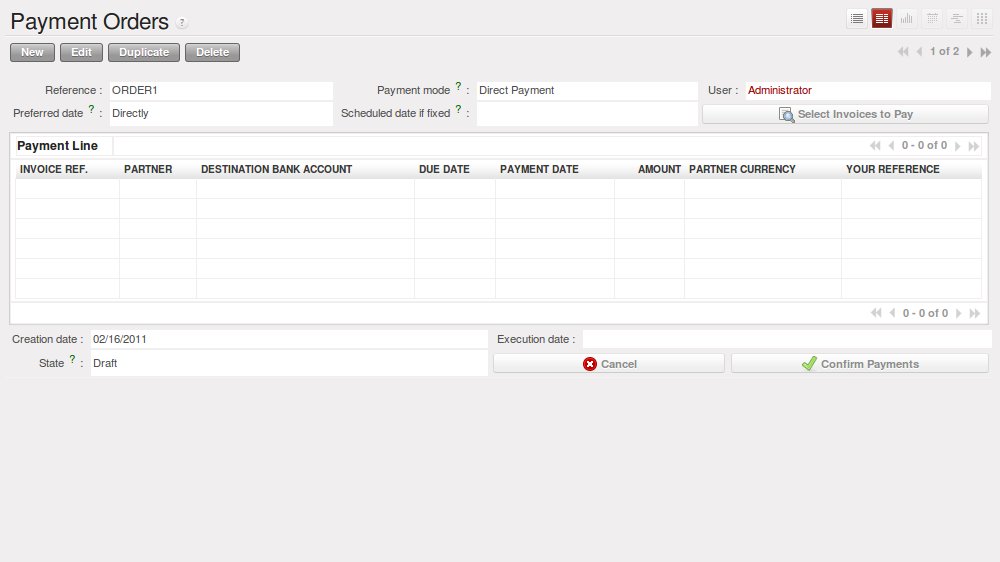 Payment Orders ?
New Edit Duplicate Delete 1 of 2
Reference : ORDER1 Payment mode ? : Direct Payment User : Administrator
Preferred date ? : Directly Scheduled date if fixed ? : Select Invoices to Pay
Payment Line 0 - 0 of 0
INVOICE REF. PARTNER DESTINATION BANK ACCOUNT DUE DATE PAYMENT DATE AMOUNT PARTNER CURRENCY YOUR REFERENCE
0 - 0 of 0
Creation date : 02/16/2011 Execution date :
State ? : Draft Cancel Confirm Payments